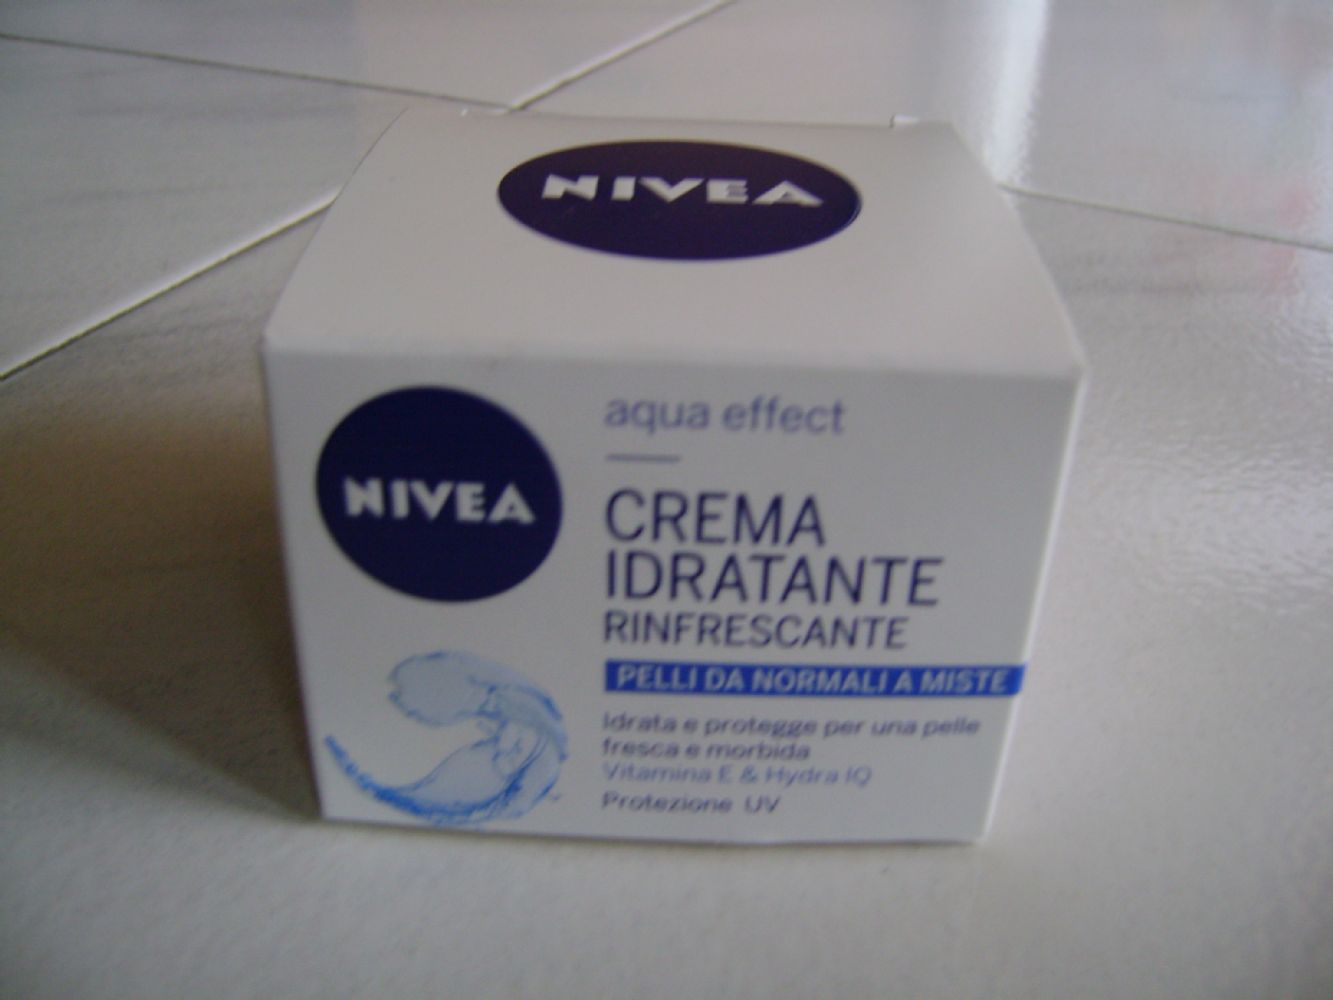 NIVEA
NIVEA
aqua effect
CREMA
IDRATANTE
RINFRESCANTE
PELLI DA NORMALI A MISTE
Idrata e protegge per una pelle
fresca e morbida
Vitamina E & Hydra IQ
Protezione UV